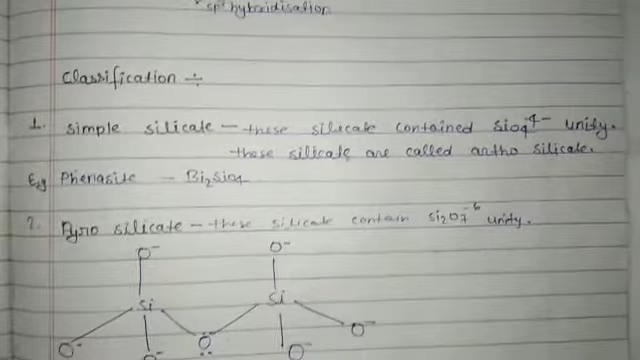 sp³ hybridisation
Classification ÷
1. Simple silicate – these silicate contained SiO4⁴⁻ unity.
these silicate are called artho silicate.
Eg Phenasite – Bi2SiO4
2. Pyro silicate – these silicate contain Si2O7⁻⁶ unity.
O⁻ O⁻
Si Si
O⁻ O⁻ O O⁻ O⁻